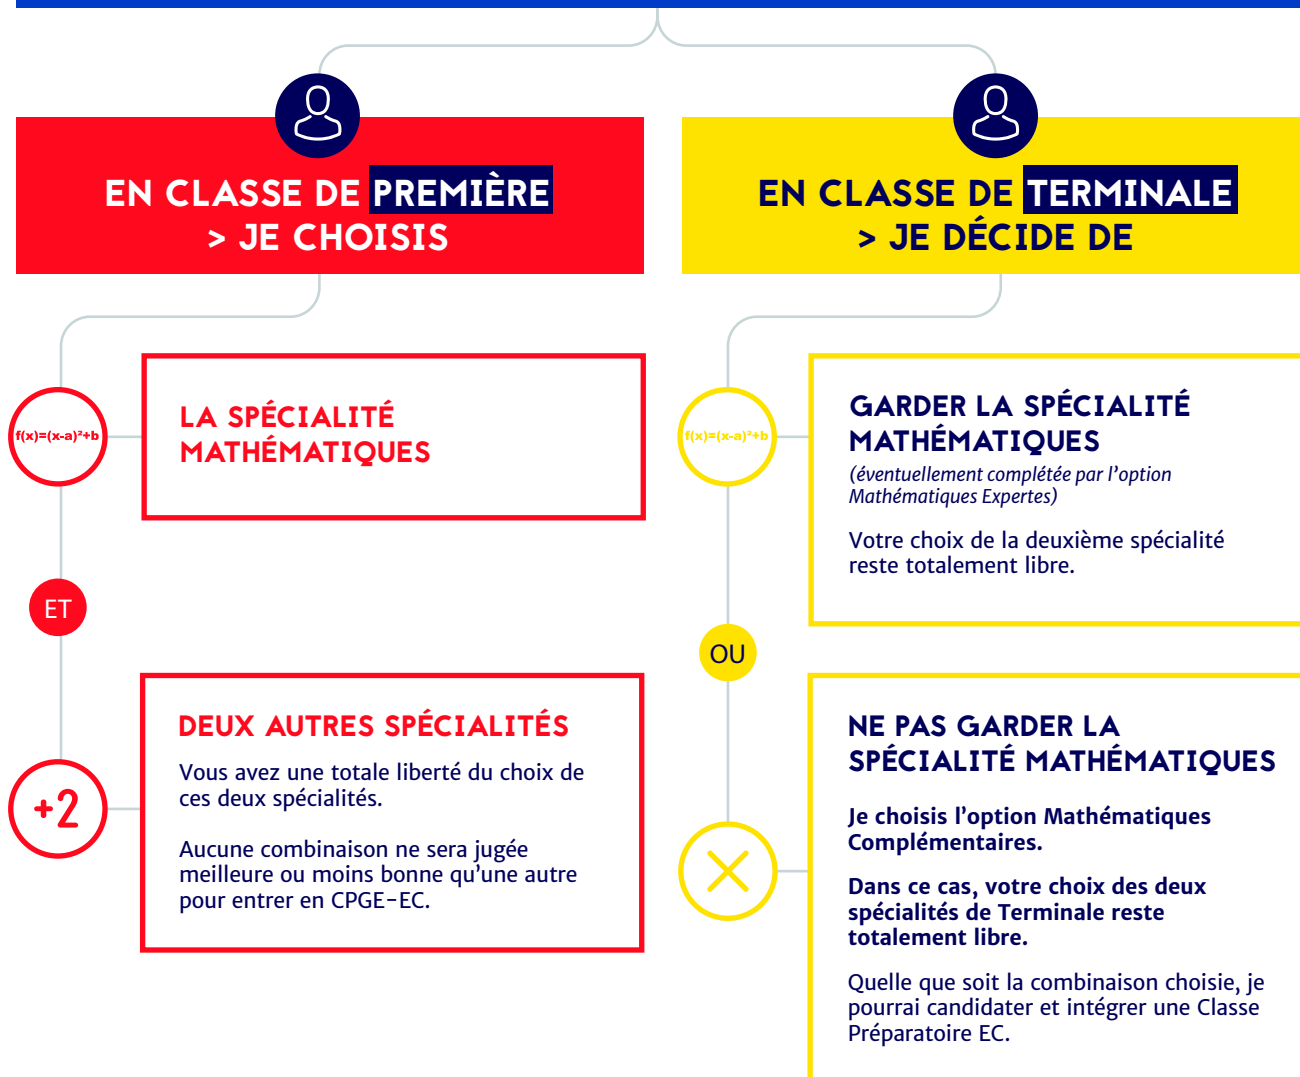 EN CLASSE DE PREMIÈRE
> JE CHOISIS
f(x)=(x-a)²+b
LA SPÉCIALITÉ
MATHÉMATIQUES
ET
+2
DEUX AUTRES SPÉCIALITÉS
Vous avez une totale liberté du choix de
ces deux spécialités.
Aucune combinaison ne sera jugée
meilleure ou moins bonne qu'une autre
pour entrer en CPGE-EC.
EN CLASSE DE TERMINALE
> JE DÉCIDE DE
f(x)=(x-a)²+b
GARDER LA SPÉCIALITÉ
MATHÉMATIQUES
(éventuellement complétée par l'option
Mathématiques Expertes)
Votre choix de la deuxième spécialité
reste totalement libre.
OU
NE PAS GARDER LA
SPÉCIALITÉ MATHÉMATIQUES
Je choisis l'option Mathématiques
Complémentaires.
Dans ce cas, votre choix des deux
spécialités de Terminale reste
totalement libre.
Quelle que soit la combinaison choisie, je
pourrai candidater et intégrer une Classe
Préparatoire EC.